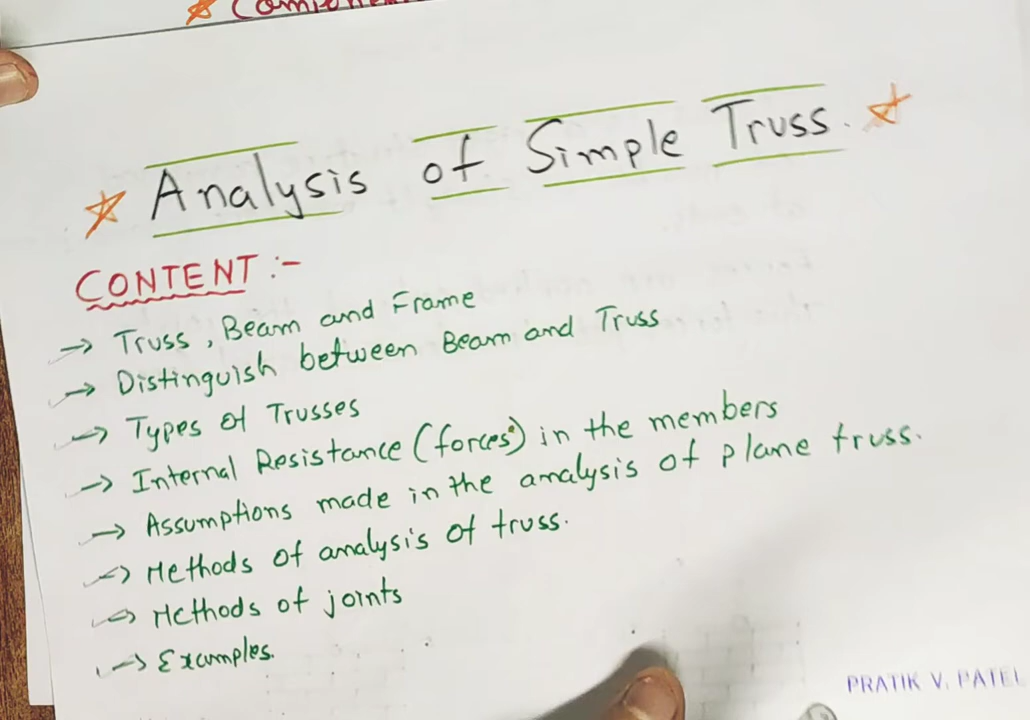 Analysis of Simple Truss.
CONTENT :-
→ Truss, Beam and Frame
→ Distinguish between Beam and Truss
→ Types of Trusses
→ Internal Resistance (forces) in the members
→ Assumptions made in the analysis of plane truss.
→ Methods of analysis of truss.
→ Methods of joints
→ Examples.
PRATIK V. PATEL